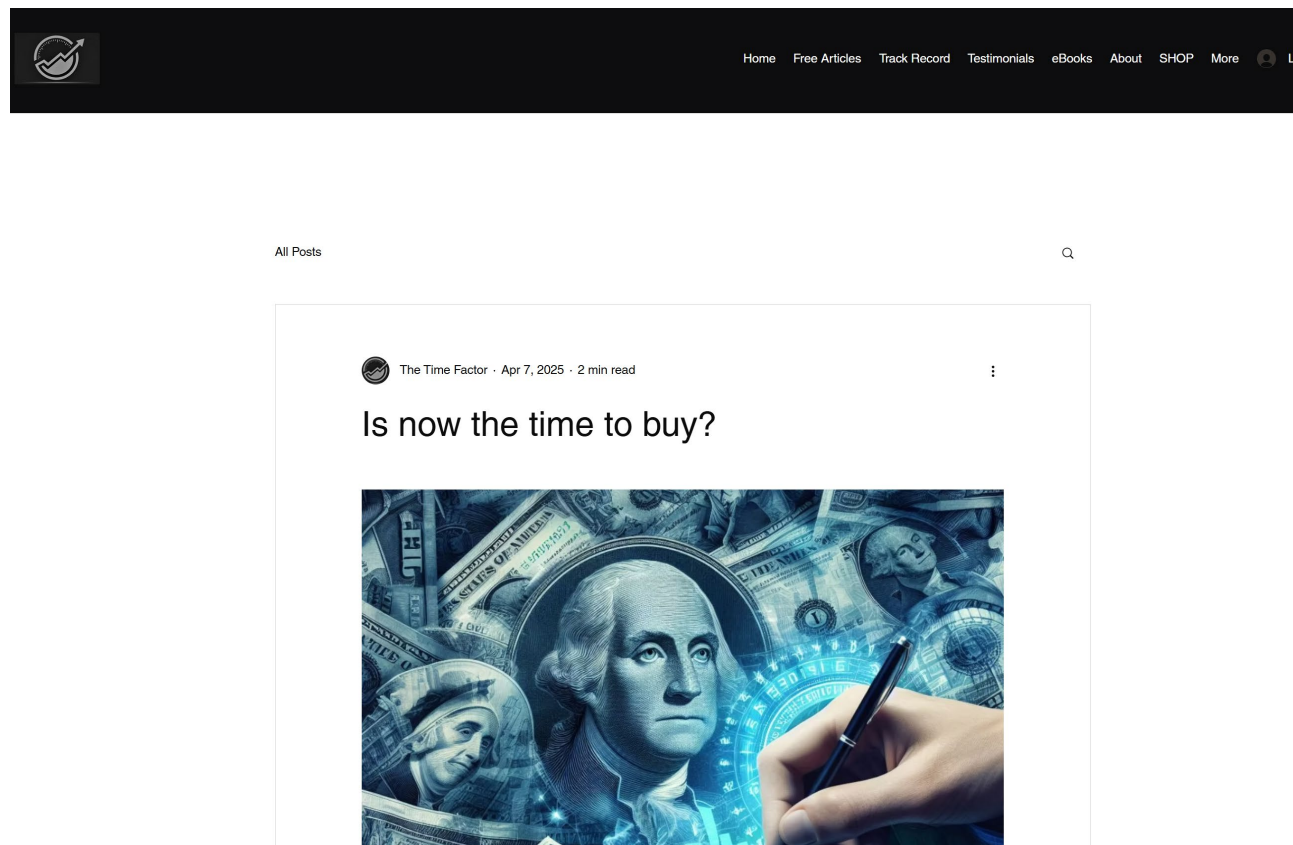 Home Free Articles Track Record Testimonials eBooks About SHOP More
All Posts
The Time Factor · Apr 7, 2025 · 2 min read
Is now the time to buy?